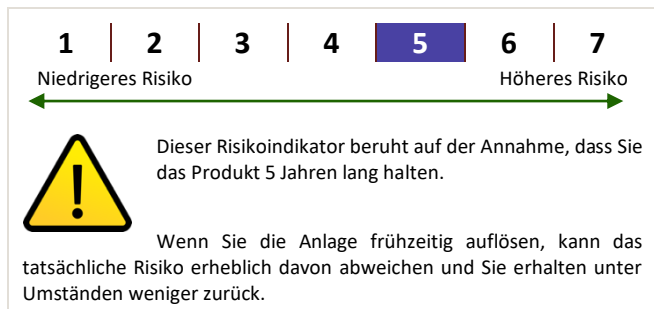 1 2 3 4 5 6 7
Niedrigeres Risiko Höheres Risiko
Dieser Risikoindikator beruht auf der Annahme, dass Sie
das Produkt 5 Jahren lang halten.
Wenn Sie die Anlage frühzeitig auflösen, kann das
tatsächliche Risiko erheblich davon abweichen und Sie erhalten unter
Umständen weniger zurück.